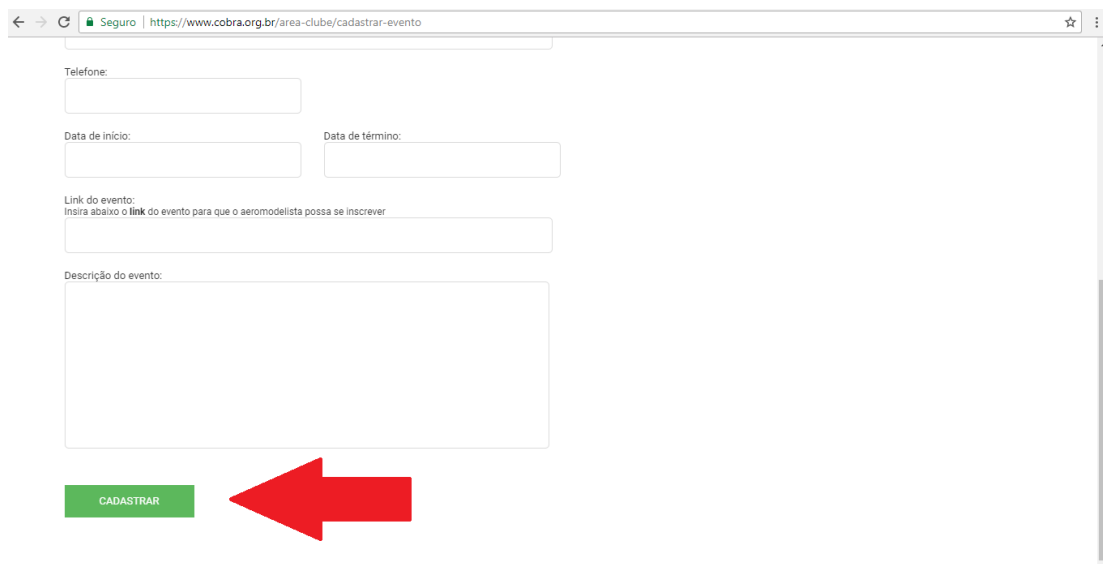 Seguro | https://www.cobra.org.br/area-clube/cadastrar-evento
Telefone:
Data de início: Data de término:
Link do evento:
Insira abaixo o link do evento para que o aeromodelista possa se inscrever
Descrição do evento:
CADASTRAR